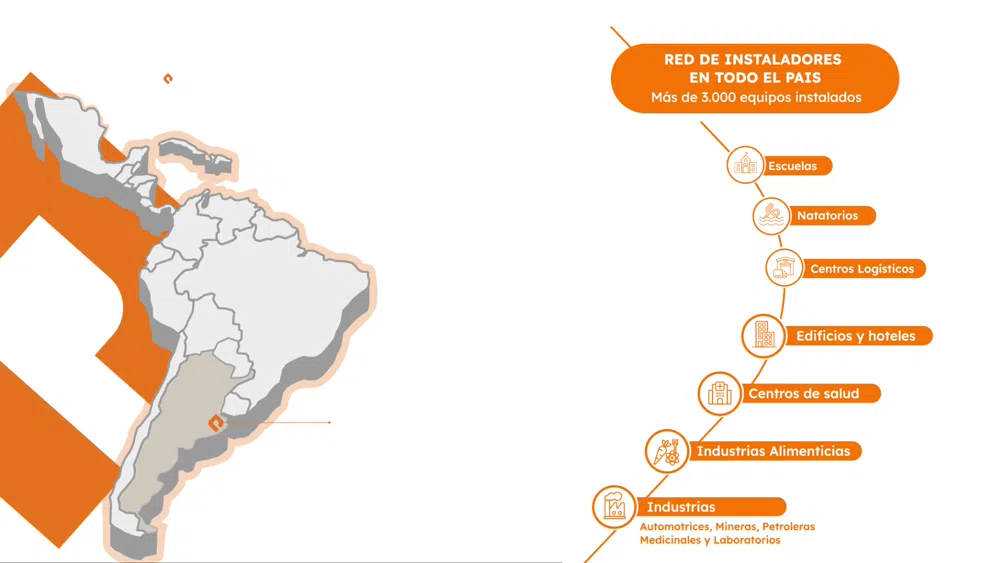 RED DE INSTALADORES
EN TODO EL PAIS
Más de 3.000 equipos instalados
Escuelas
Natatorios
Centros Logísticos
Edificios y hoteles
Centros de salud
Industrias Alimenticias
Industrias
Automotrices, Mineras, Petroleras
Medicinales y Laboratorios